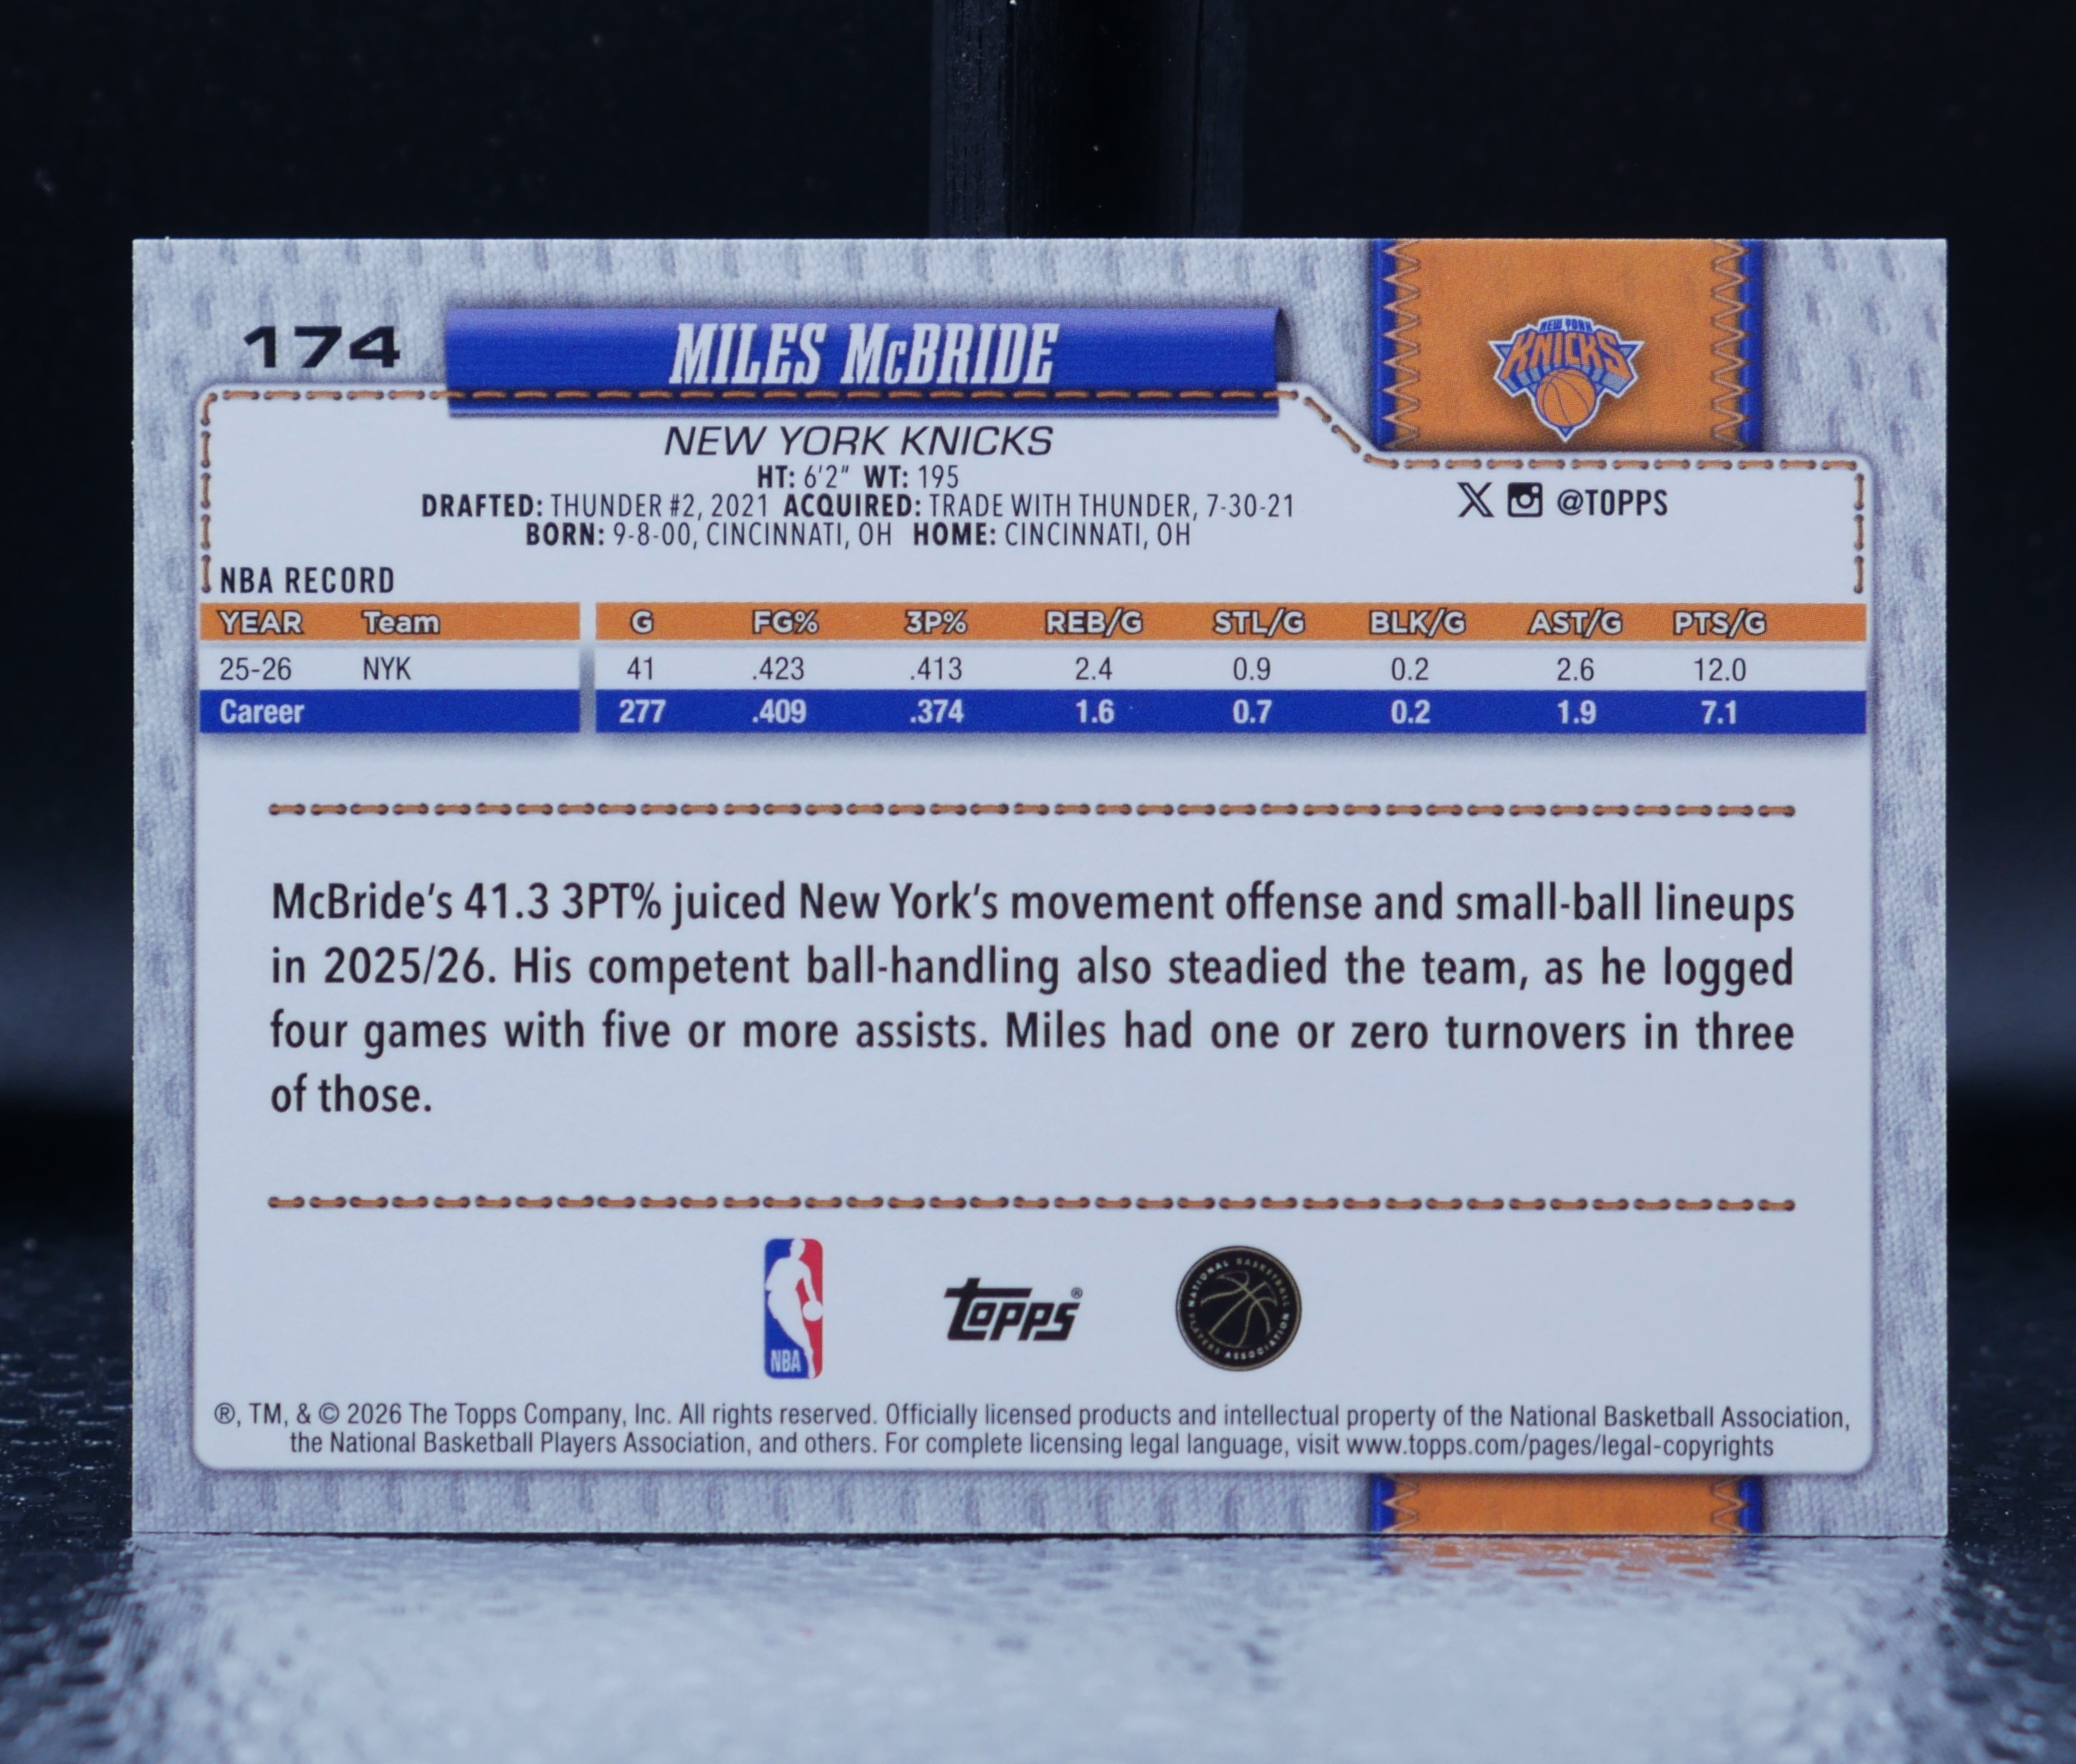 174
MILES McBRIDE
NEW YORK KNICKS
NEW YORK KNICKS
HT: 6'2" WT: 195
DRAFTED: THUNDER #2, 2021 ACQUIRED: TRADE WITH THUNDER, 7-30-21
BORN: 9-8-00, CINCINNATI, OH HOME: CINCINNATI, OH
@TOPPS
NBA RECORD
YEAR Team G FG% 3P% REB/G STL/G BLK/G AST/G PTS/G
25-26 NYK 41 .423 .413 2.4 0.9 0.2 2.6 12.0
Career 277 .409 .374 1.6 0.7 0.2 1.9 7.1
McBride's 41.3 3PT% juiced New York's movement offense and small-ball lineups
in 2025/26. His competent ball-handling also steadied the team, as he logged
four games with five or more assists. Miles had one or zero turnovers in three
of those.
NBA
topps®
NATIONAL BASKETBALL PLAYERS ASSOCIATION
®, TM, & © 2026 The Topps Company, Inc. All rights reserved. Officially licensed products and intellectual property of the National Basketball Association,
the National Basketball Players Association, and others. For complete licensing legal language, visit www.topps.com/pages/legal-copyrights